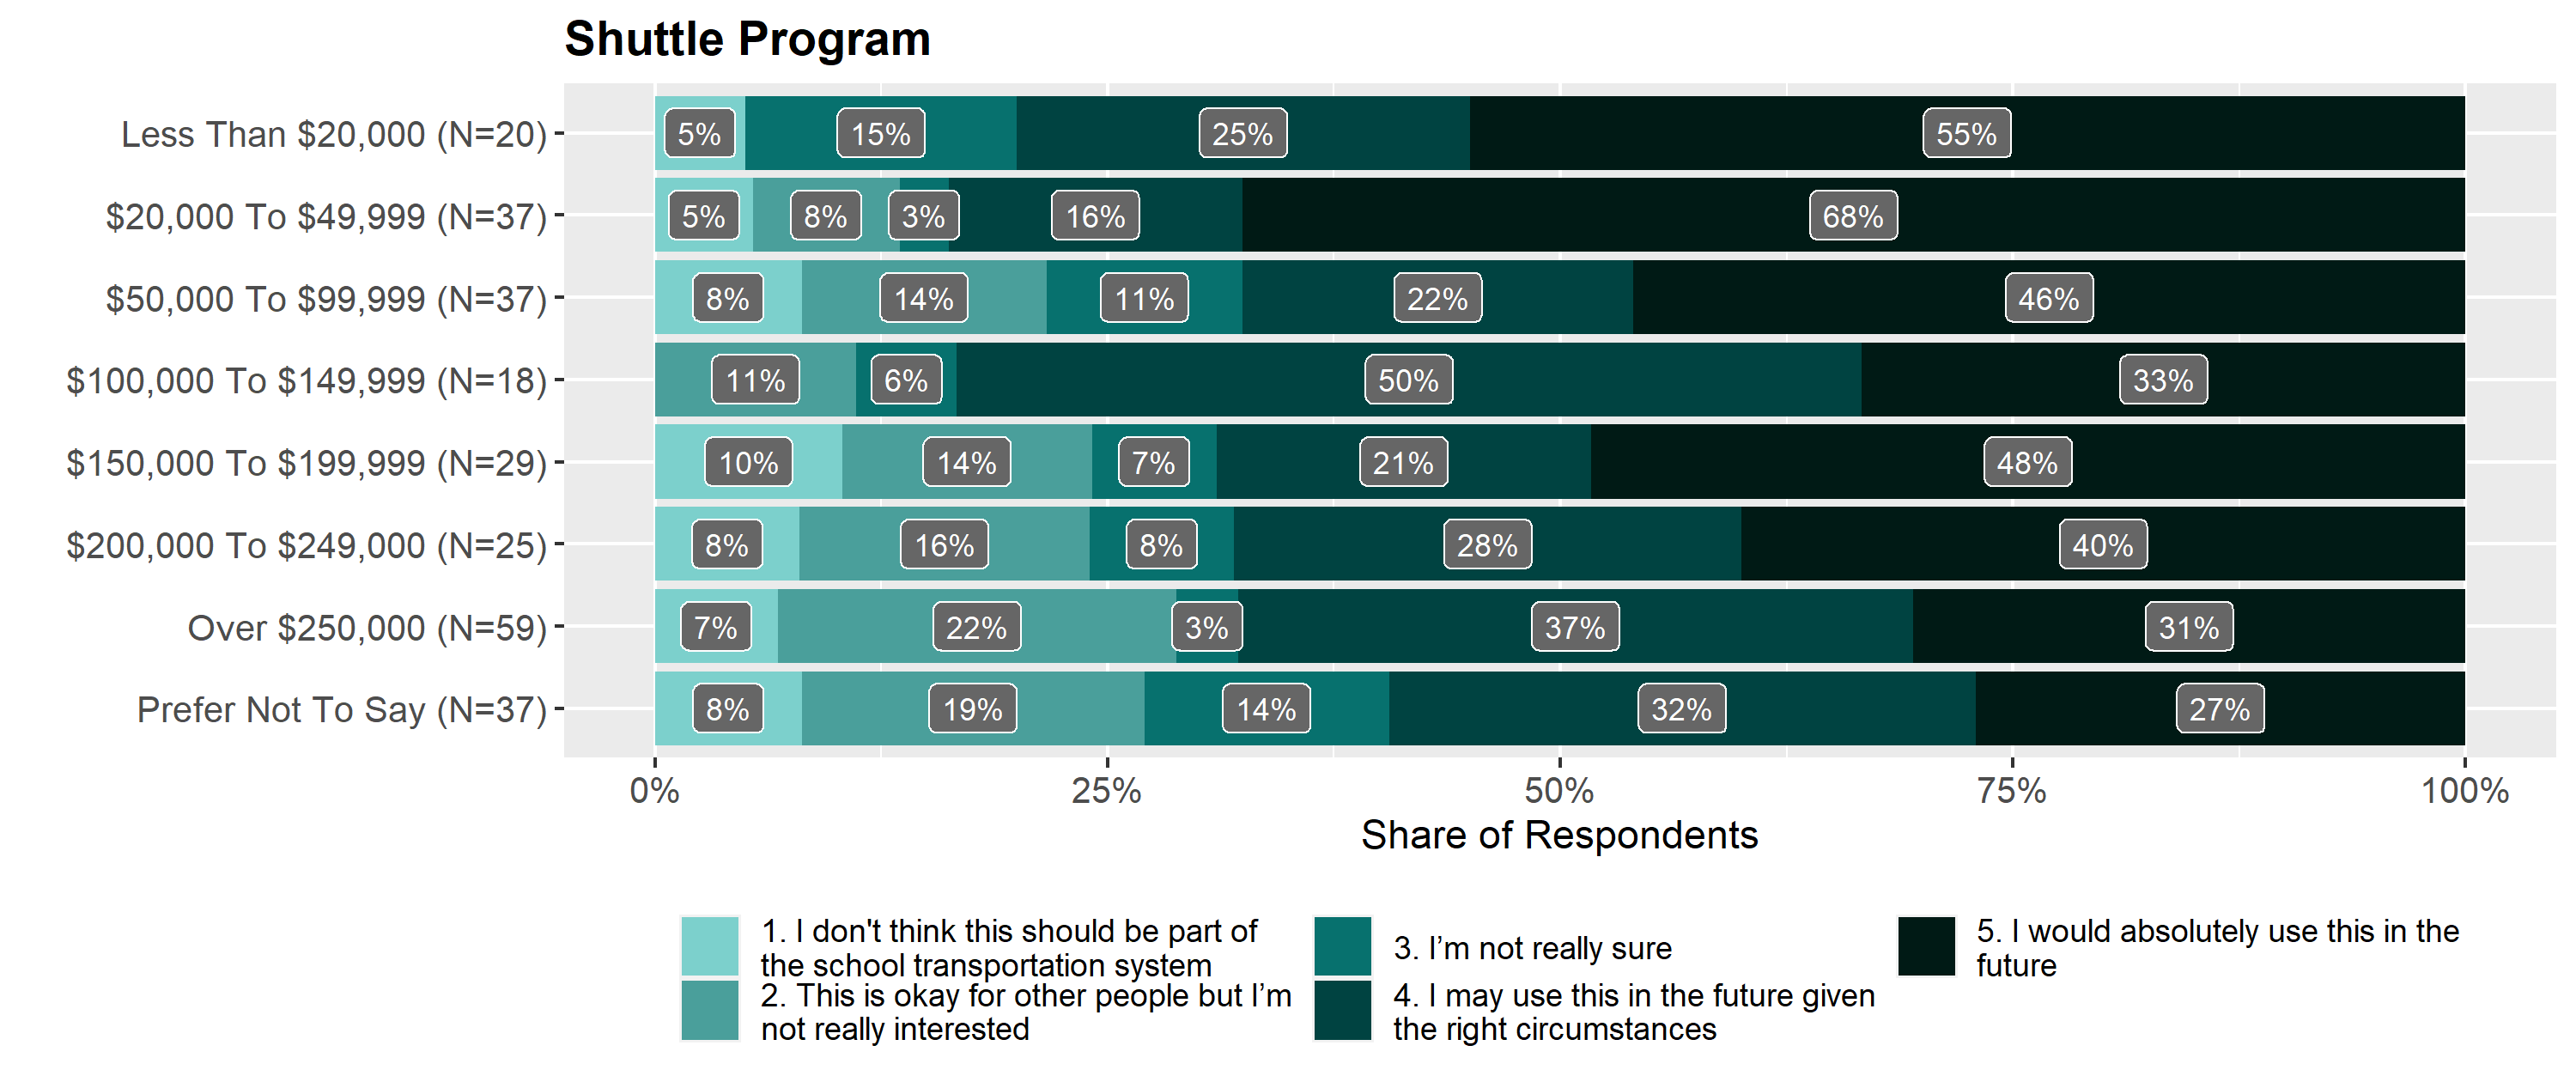 Shuttle Program
Less Than $20,000 (N=20)
5%
15%
25%
55%
$20,000 To $49,999 (N=37)
5%
8%
3%
16%
68%
$50,000 To $99,999 (N=37)
8%
14%
11%
22%
46%
$100,000 To $149,999 (N=18)
11%
6%
50%
33%
$150,000 To $199,999 (N=29)
10%
14%
7%
21%
48%
$200,000 To $249,000 (N=25)
8%
16%
8%
28%
40%
Over $250,000 (N=59)
7%
22%
3%
37%
31%
Prefer Not To Say (N=37)
8%
19%
14%
32%
27%
0%
25%
50%
75%
100%
Share of Respondents
1. I don't think this should be part of
the school transportation system
2. This is okay for other people but I’m
not really interested
3. I’m not really sure
4. I may use this in the future given
the right circumstances
5. I would absolutely use this in the
future